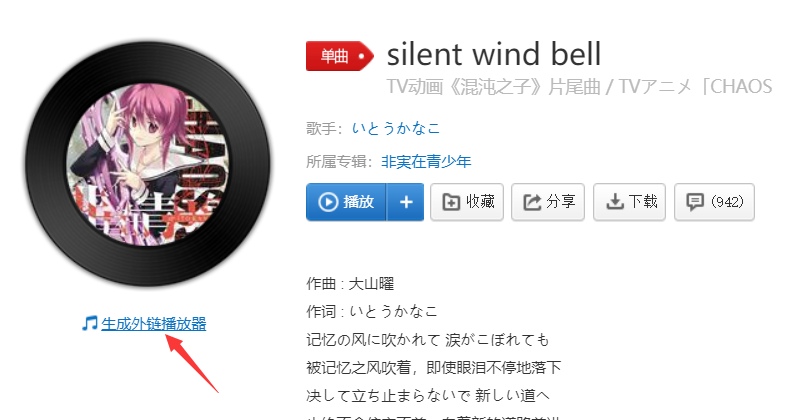 单曲 silent wind bell
TV动画《混沌之子》片尾曲 / TVアニメ「CHAOS
歌手：いとうかなこ
所属专辑：非実在青少年
播放 + 收藏 分享 下载 (942)
生成外链播放器
作曲 : 大山曜
作词 : いとうかなこ
记忆の风に吹かれて 涙がこぼれても
被记忆之风吹着，即使眼泪不停地落下
决して立ち止まらないで 新しい道へ